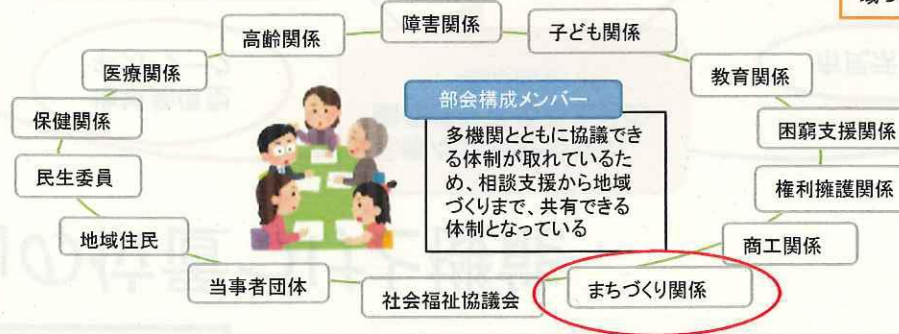 障害関係
高齢関係
子ども関係
医療関係
教育関係
保健関係
困窮支援関係
民生委員
権利擁護関係
地域住民
商工関係
当事者団体
まちづくり関係
社会福祉協議会
部会構成メンバー
多機関とともに協議でき
る体制が取れているた
め、相談支援から地域
づくりまで、共有できる
体制となっている